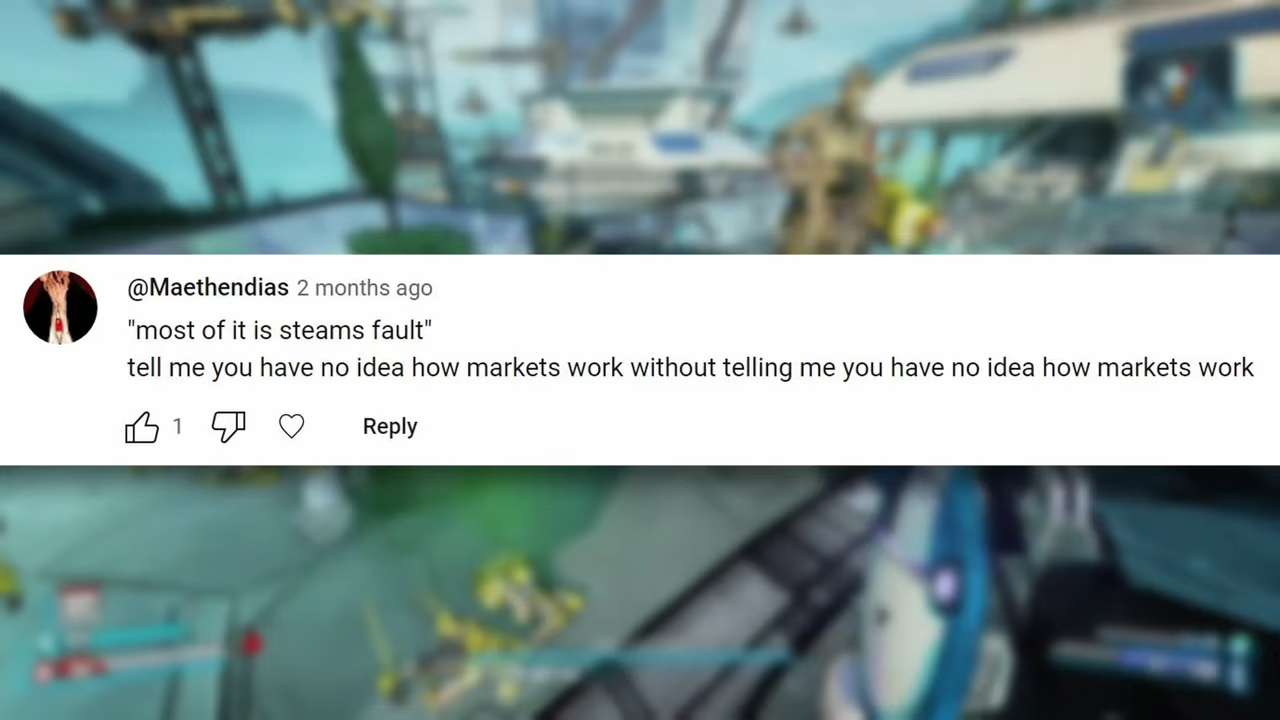 @Maethendias 2 months ago
"most of it is steams fault"
tell me you have no idea how markets work without telling me you have no idea how markets work
1 Reply